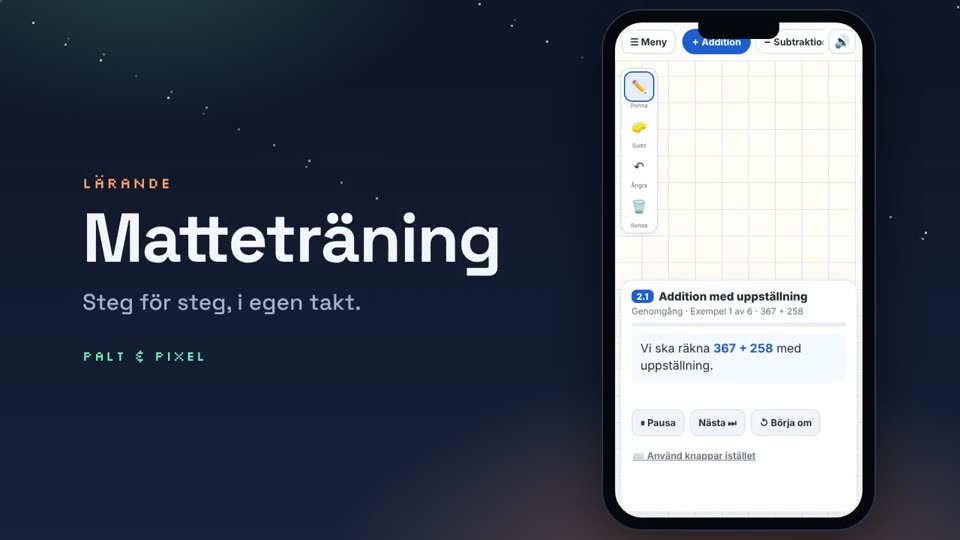 LÄRANDE
Matteträning
Steg för steg, i egen takt.
PALT & PIXEL
☰ Meny
+ Addition
− Subtraktion
Penna
Sudd
Ångra
Rensa
2.1 Addition med uppställning
Genomgång · Exempel 1 av 6 · 367 + 258
Vi ska räkna 367 + 258 med
uppställning.
Pausa
Nästa
Börja om
Använd knappar istället